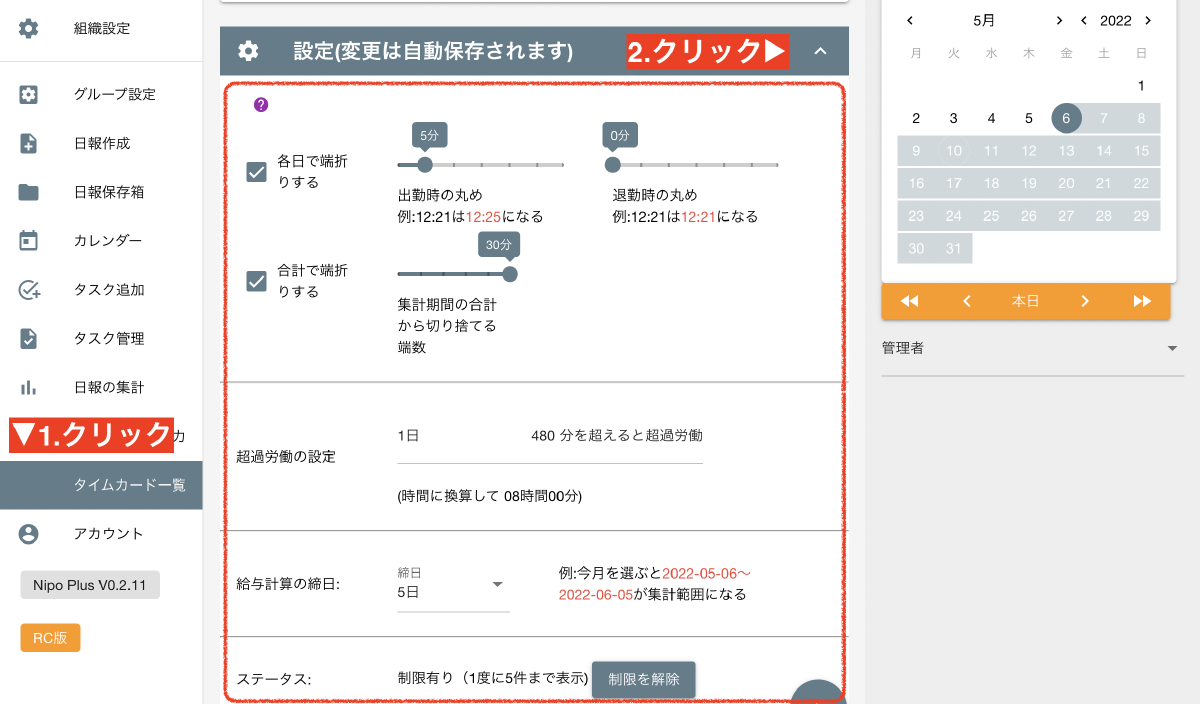 組織設定
グループ設定
日報作成
日報保存箱
カレンダー
タスク追加
タスク管理
日報の集計
▼1.クリック
カ
タイムカード一覧
アカウント
Nipo Plus V0.2.11
RC版
設定(変更は自動保存されます)
2.クリック▶
?
各日で端折
りする
5分
出勤時の丸め
例:12:21は12:25になる
0分
退勤時の丸め
例:12:21は12:21になる
合計で端折
りする
30分
集計期間の合計
から切り捨てる
端数
超過労働の設定
1日 480 分を超えると超過労働
(時間に換算して 08時間00分)
給与計算の締日:
締日
5日
例:今月を選ぶと2022-05-06〜
2022-06-05が集計範囲になる
ステータス:
制限有り（1度に5件まで表示)
制限を解除
5月 2022
月 火 水 木 金 土 日
1
2 3 4 5 6 7 8
9 10 11 12 13 14 15
16 17 18 19 20 21 22
23 24 25 26 27 28 29
30 31
本日
管理者